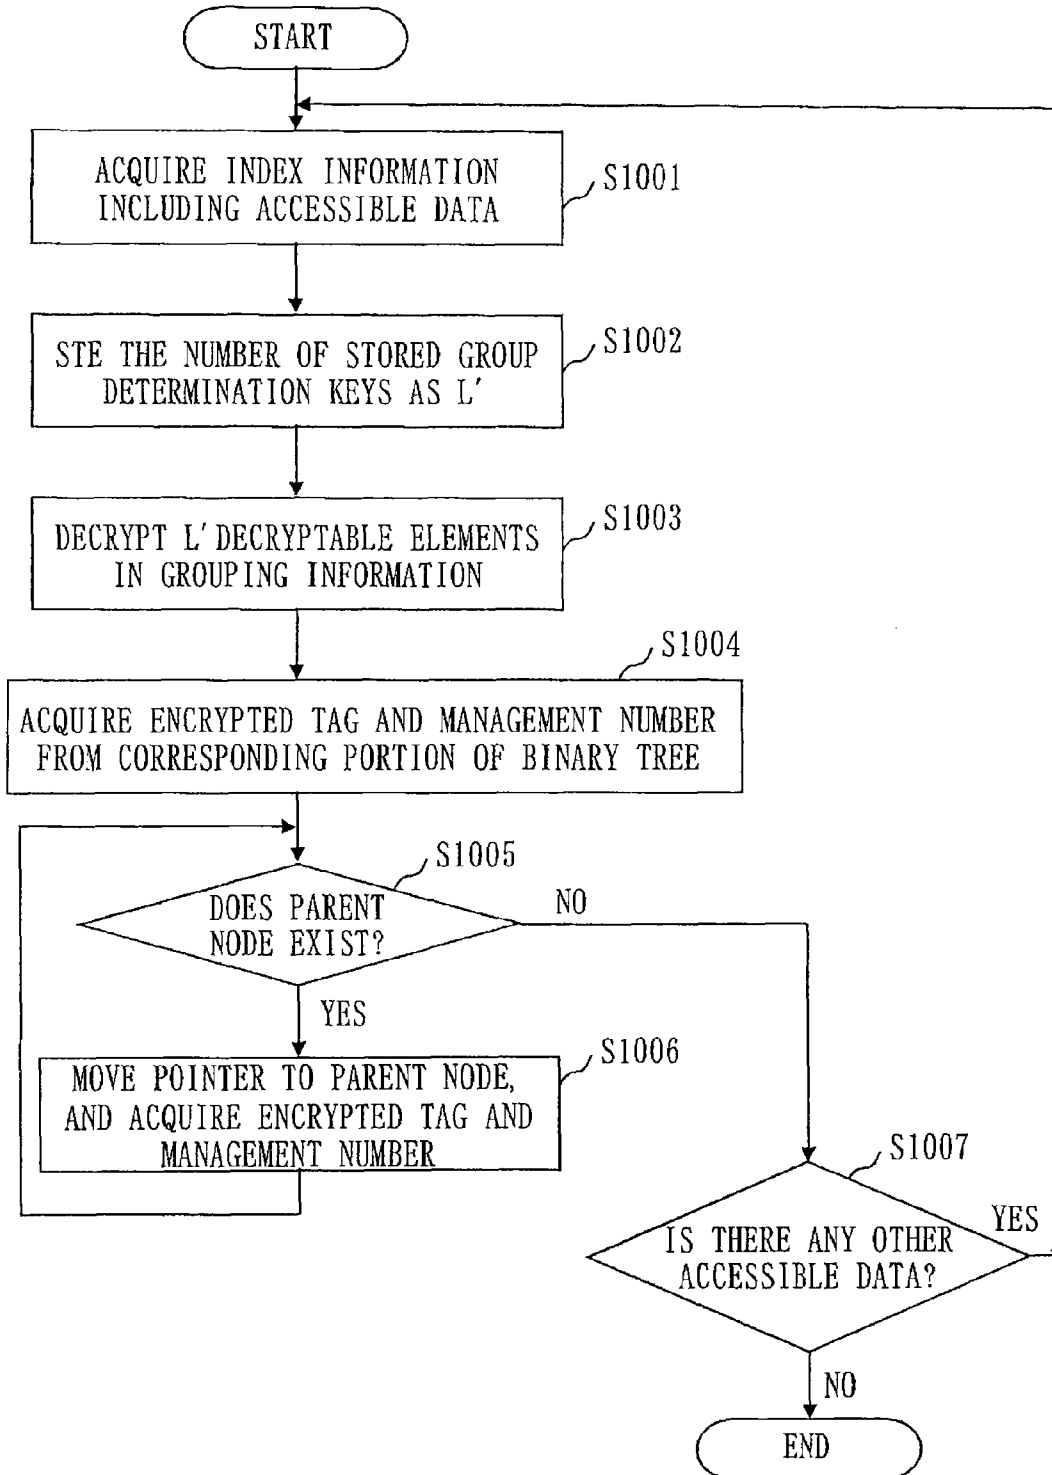 START
ACQUIRE INDEX INFORMATION
INCLUDING ACCESSIBLE DATA
S1001
STE THE NUMBER OF STORED GROUP
DETERMINATION KEYS AS L'
S1002
DECRYPT L' DECRYPTABLE ELEMENTS
IN GROUPING INFORMATION
S1003
S1004
ACQUIRE ENCRYPTED TAG AND MANAGEMENT NUMBER
FROM CORRESPONDING PORTION OF BINARY TREE
S1005
DOES PARENT
NODE EXIST?
NO
YES
S1006
MOVE POINTER TO PARENT NODE,
AND ACQUIRE ENCRYPTED TAG AND
MANAGEMENT NUMBER
S1007
IS THERE ANY OTHER
ACCESSIBLE DATA?
YES
NO
END